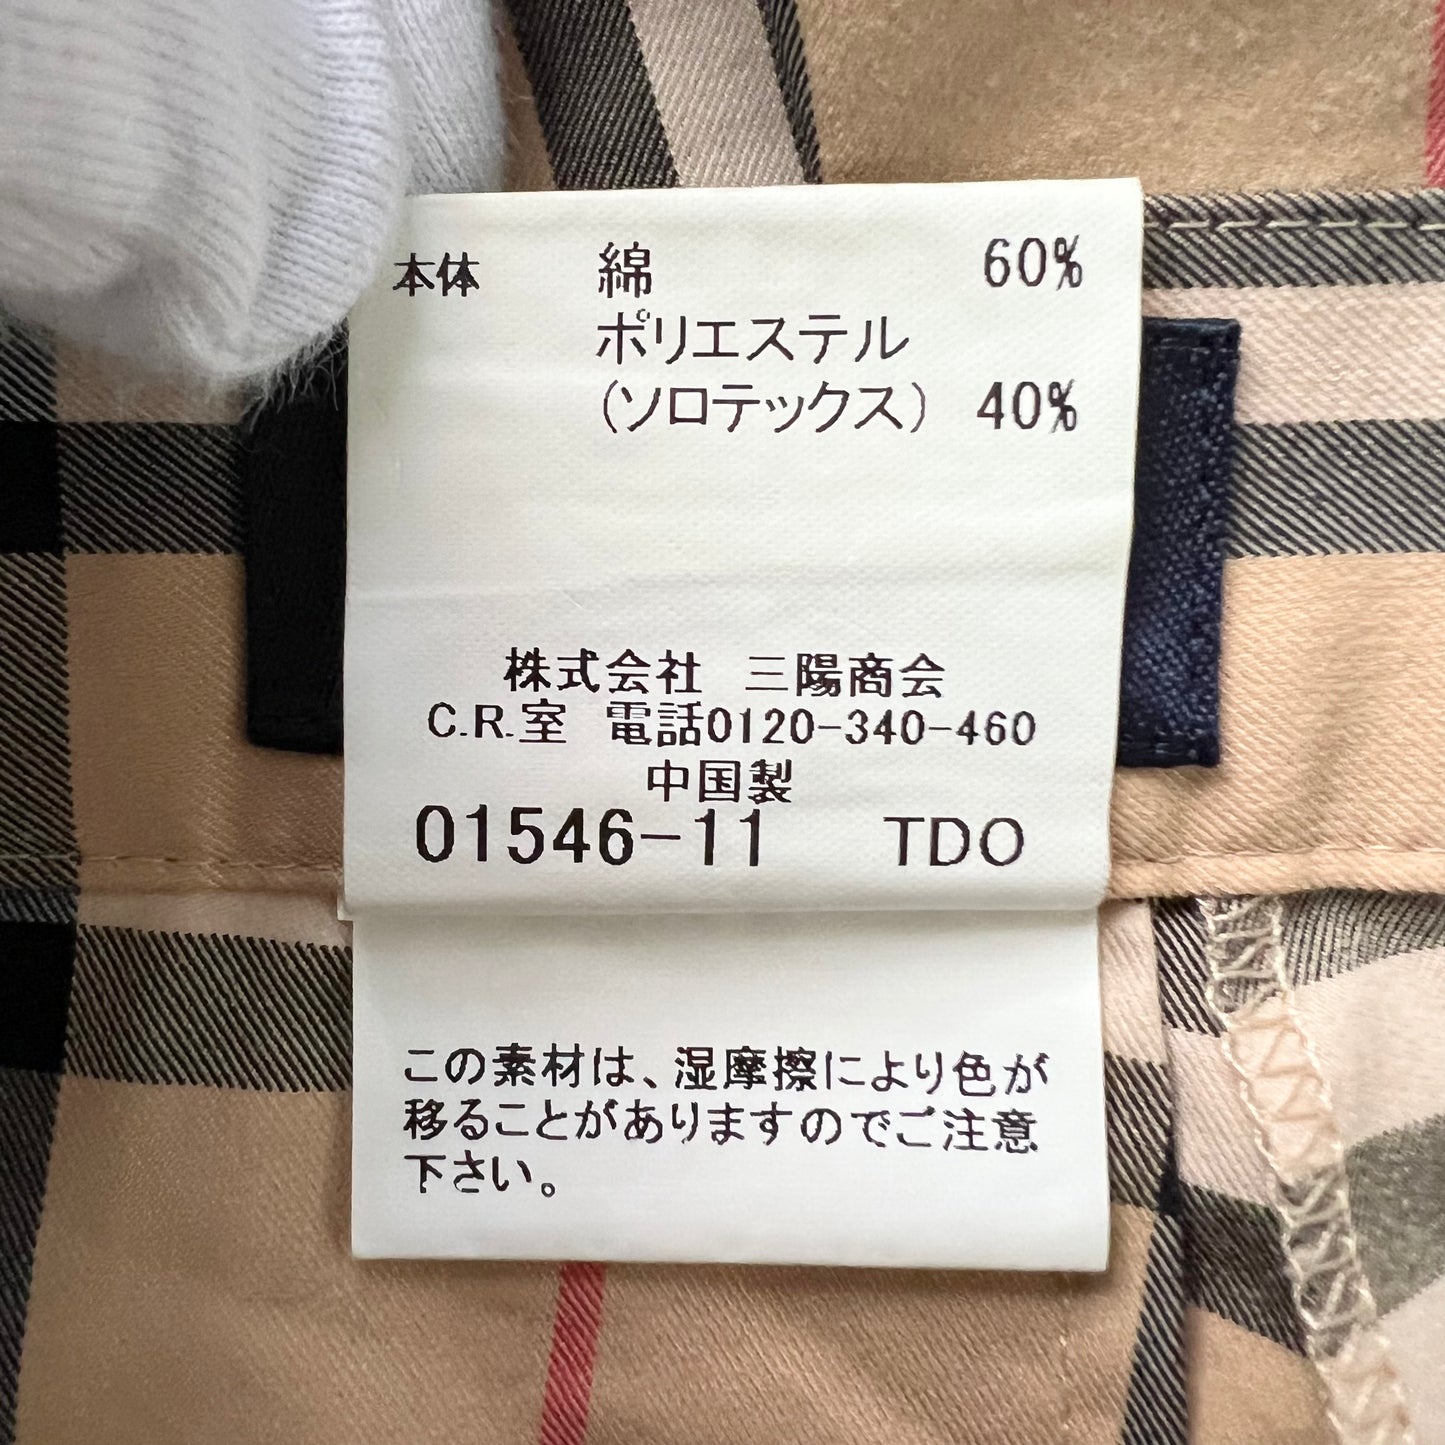 本体 綿 60%
ポリエステル
(ソロテックス) 40%
株式会社 三陽商会
C.R.室 電話0120-340-460
中国製
01546-11 TDO
この素材は、湿摩擦により色が
移ることがありますのでご注意
下さい。